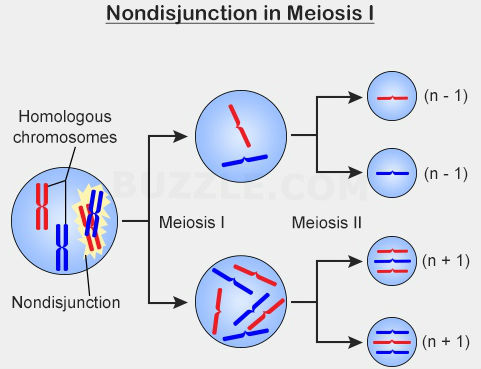 Nondisjunction in Meiosis I
Homologous
chromosomes
(n - 1)
(n - 1)
BUZZLE.COM
Meiosis I
Meiosis II
(n + 1)
Nondisjunction
(n + 1)